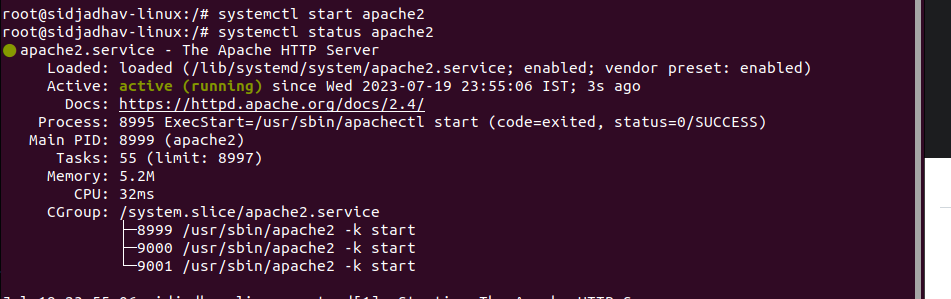 root@sidjadhav-linux:/# systemctl start apache2
root@sidjadhav-linux:/# systemctl status apache2
● apache2.service - The Apache HTTP Server
Loaded: loaded (/lib/systemd/system/apache2.service; enabled; vendor preset: enabled)
Active: active (running) since Wed 2023-07-19 23:55:06 IST; 3s ago
Docs: https://httpd.apache.org/docs/2.4/
Process: 8995 ExecStart=/usr/sbin/apachectl start (code=exited, status=0/SUCCESS)
Main PID: 8999 (apache2)
Tasks: 55 (limit: 8997)
Memory: 5.2M
CPU: 32ms
CGroup: /system.slice/apache2.service
├─8999 /usr/sbin/apache2 -k start
├─9000 /usr/sbin/apache2 -k start
└─9001 /usr/sbin/apache2 -k start